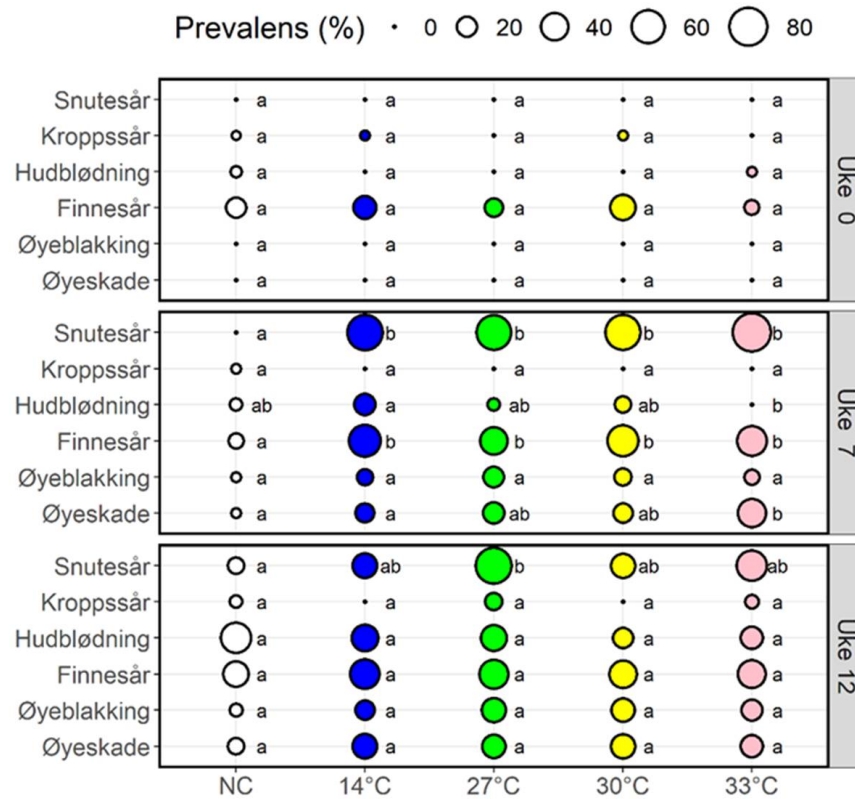 Prevalens (%) 0 20 40 60 80
Snutesår a a a a a
Kroppssår a a a a a
Hudblødning a a a a a
Finnesår a a a a a
Øyeblakking a a a a a
Øyeskade a a a a a
Uke 0
Snutesår a b b b b
Kroppssår a a a a a
Hudblødning ab a ab ab b
Finnesår a b b b b
Øyeblakking a a a a a
Øyeskade a a ab ab b
Uke 7
Snutesår a ab b ab ab
Kroppssår a a a a a
Hudblødning a a a a a
Finnesår a a a a a
Øyeblakking a a a a a
Øyeskade a a a a a
Uke 12
NC 14°C 27°C 30°C 33°C